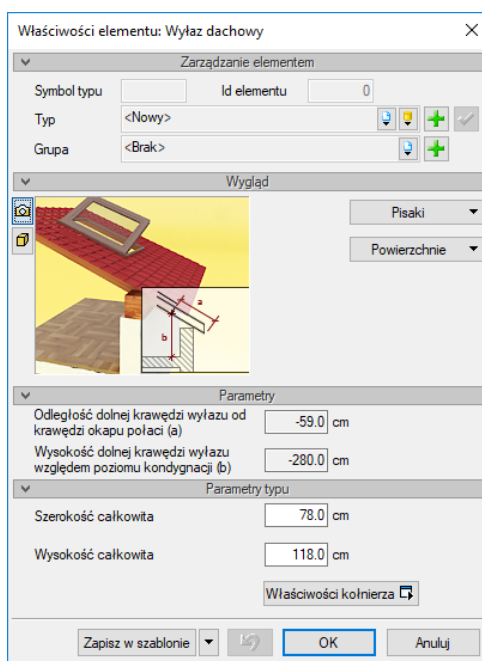 Właściwości elementu: Wyłaz dachowy
Zarządzanie elementem
Symbol typu Id elementu 0
Typ <Nowy>
Grupa <Brak>
Wygląd
Pisaki
Powierzchnie
a
b
Parametry
Odległość dolnej krawędzi wyłazu od
krawędzi okapu połaci (a) -59.0 cm
Wysokość dolnej krawędzi wyłazu
względem poziomu kondygnacji (b) -280.0 cm
Parametry typu
Szerokość całkowita 78.0 cm
Wysokość całkowita 118.0 cm
Właściwości kołnierza
Zapisz w szablonie OK Anuluj